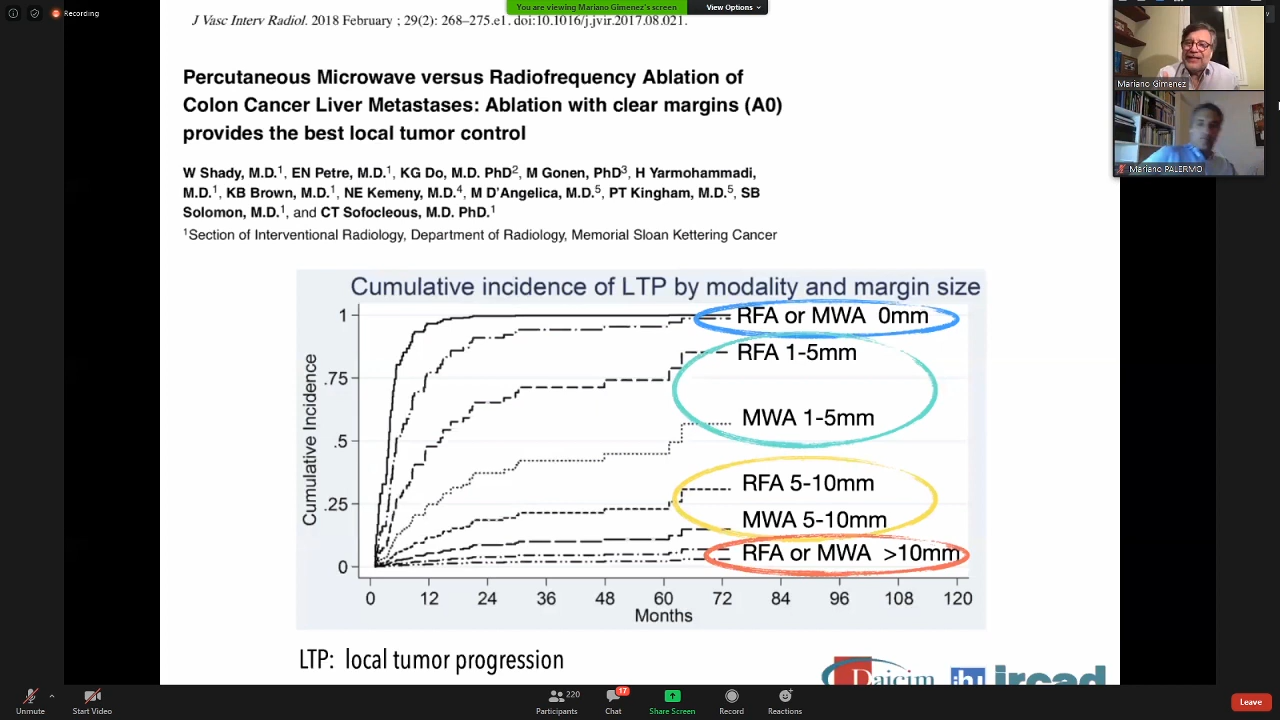 Recording
You are viewing Mariano Gimenez's screen
View Options
J Vasc Interv Radiol. 2018 February ; 29(2): 268–275.e1. doi:10.1016/j.jvir.2017.08.021.
Percutaneous Microwave versus Radiofrequency Ablation of
Colon Cancer Liver Metastases: Ablation with clear margins (A0)
provides the best local tumor control
W Shady, M.D.1, EN Petre, M.D.1, KG Do, M.D. PhD2, M Gonen, PhD3, H Yarmohammadi,
M.D.1, KB Brown, M.D.1, NE Kemeny, M.D.4, M D'Angelica, M.D.5, PT Kingham, M.D.5, SB
Solomon, M.D.1, and CT Sofocleous, M.D. PhD.1
1Section of Interventional Radiology, Department of Radiology, Memorial Sloan Kettering Cancer
Mariano Gimenez
Mariano PALERMO
Cumulative incidence of LTP by modality and margin size
Cumulative Incidence
1
.75
.5
.25
0
RFA or MWA 0mm
RFA 1-5mm
MWA 1-5mm
RFA 5-10mm
MWA 5-10mm
RFA or MWA >10mm
0 12 24 36 48 60 72 84 96 108 120
Months
LTP: local tumor progression
Daicim
ihu
ircad
Unmute
Start Video
220
Participants
17
Chat
Share Screen
Record
Reactions
Leave